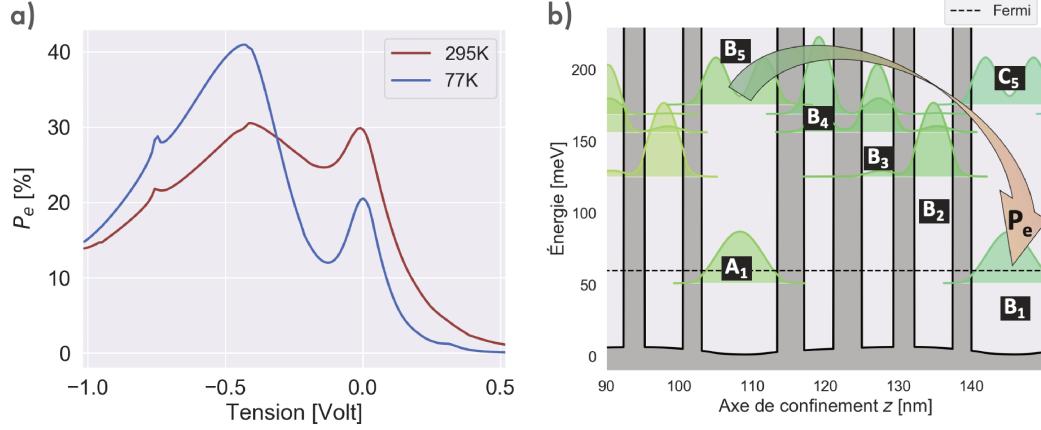 a)
40
30
20
10
0
P_e [%]
295K
77K
−1.0 −0.5 0.0 0.5
Tension [Volt]
b)
Fermi
200
150
100
50
0
Énergie [meV]
B_5
C_5
B_4
B_3
B_2
P_e
A_1
B_1
90 100 110 120 130 140
Axe de confinement z [nm]